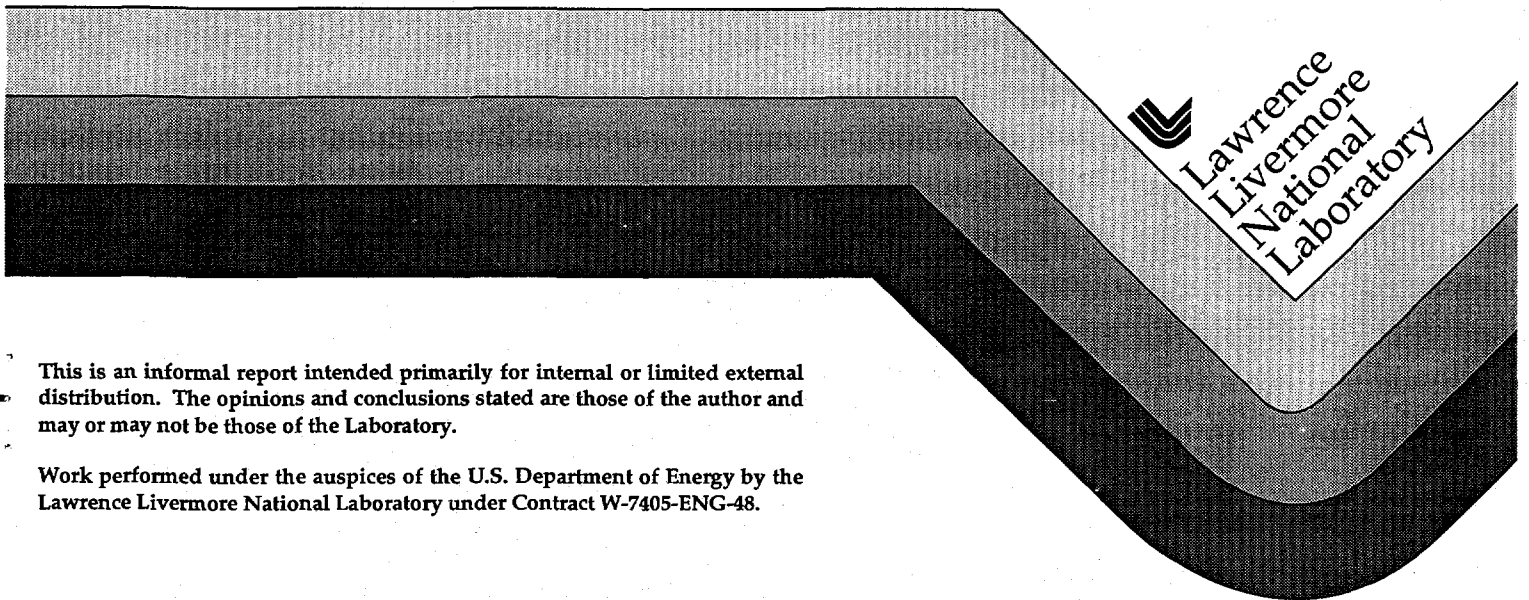 Lawrence
Livermore
National
Laboratory
This is an informal report intended primarily for internal or limited external
distribution. The opinions and conclusions stated are those of the author and
may or may not be those of the Laboratory.
Work performed under the auspices of the U.S. Department of Energy by the
Lawrence Livermore National Laboratory under Contract W-7405-ENG-48.